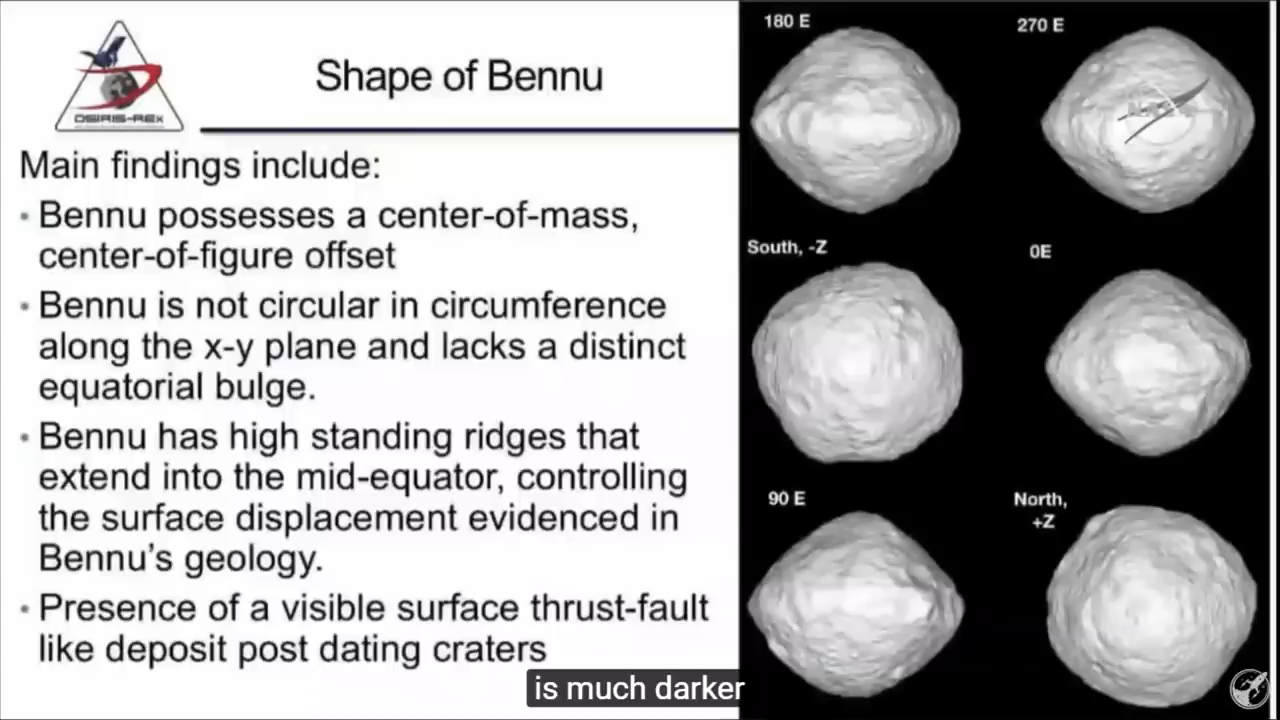 OSIRIS-REx
Shape of Bennu
Main findings include:
• Bennu possesses a center-of-mass,
center-of-figure offset
• Bennu is not circular in circumference
along the x-y plane and lacks a distinct
equatorial bulge.
• Bennu has high standing ridges that
extend into the mid-equator, controlling
the surface displacement evidenced in
Bennu's geology.
• Presence of a visible surface thrust-fault
like deposit post dating craters
180 E
270 E
South, -Z
0E
90 E
North,
+Z
is much darker